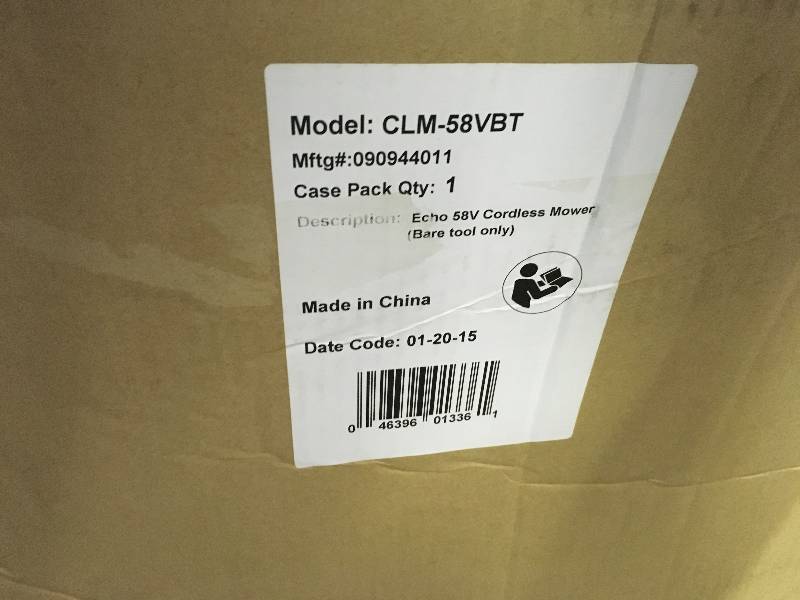 Model: CLM-58VBT
Mftg#:090944011
Case Pack Qty: 1
Description: Echo 58V Cordless Mower
(Bare tool only)
Made in China
Date Code: 01-20-15
0 46396 01336 1